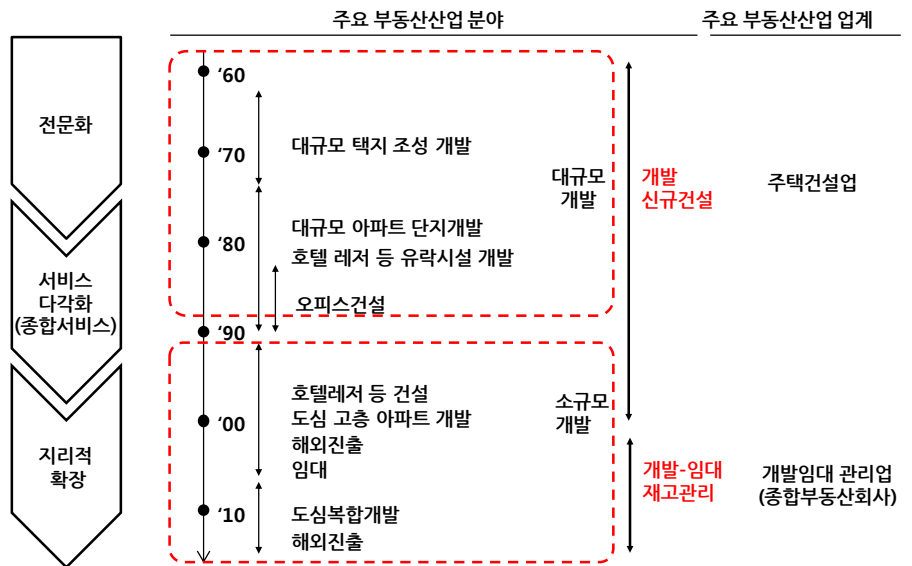 주요 부동산산업 분야
주요 부동산산업 업계
전문화
서비스
다각화
(종합서비스)
지리적
확장
‘60
‘70
‘80
‘90
‘00
‘10
대규모 택지 조성 개발
대규모 아파트 단지개발
호텔 레저 등 유락시설 개발
오피스건설
호텔레저 등 건설
도심 고층 아파트 개발
해외진출
임대
도심복합개발
해외진출
대규모
개발
소규모
개발
개발
신규건설
개발-임대
재고관리
주택건설업
개발임대 관리업
(종합부동산회사)